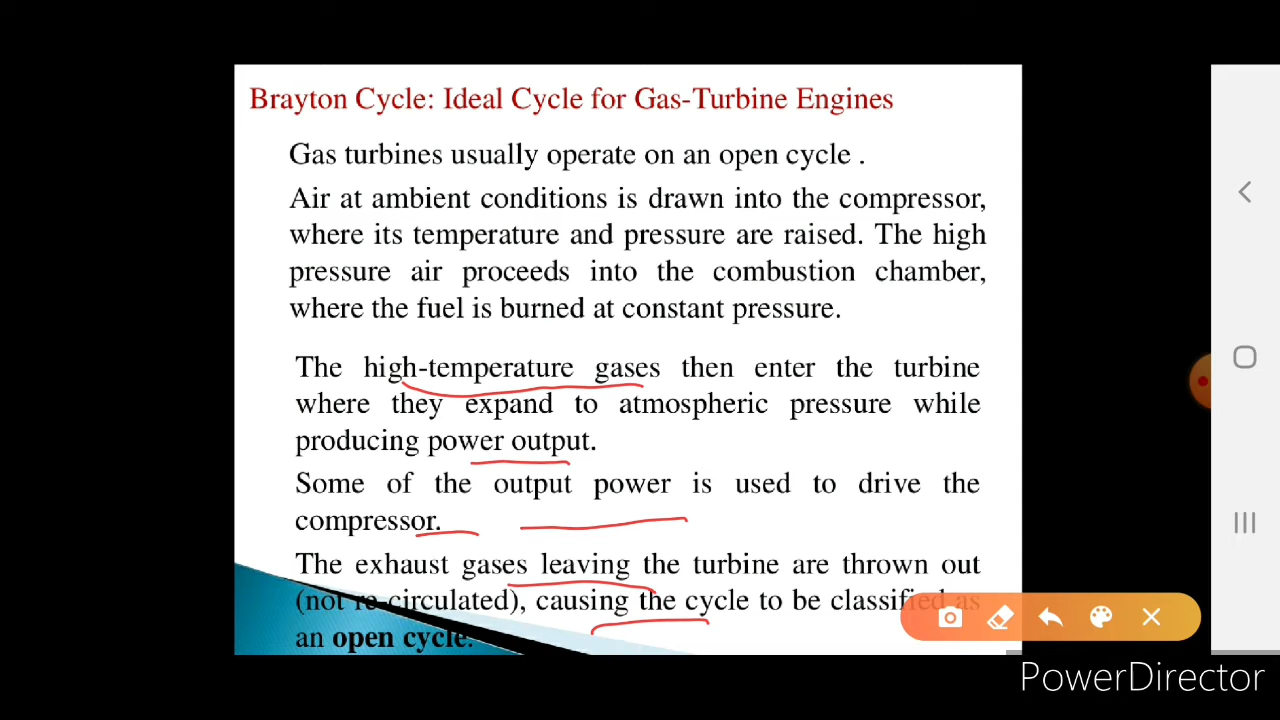 Brayton Cycle: Ideal Cycle for Gas-Turbine Engines
Gas turbines usually operate on an open cycle .
Air at ambient conditions is drawn into the compressor,
where its temperature and pressure are raised. The high
pressure air proceeds into the combustion chamber,
where the fuel is burned at constant pressure.
The high-temperature gases then enter the turbine
where they expand to atmospheric pressure while
producing power output.
Some of the output power is used to drive the
compressor.
The exhaust gases leaving the turbine are thrown out
(not re-circulated), causing the cycle to be classified as
an open cycle.
PowerDirector